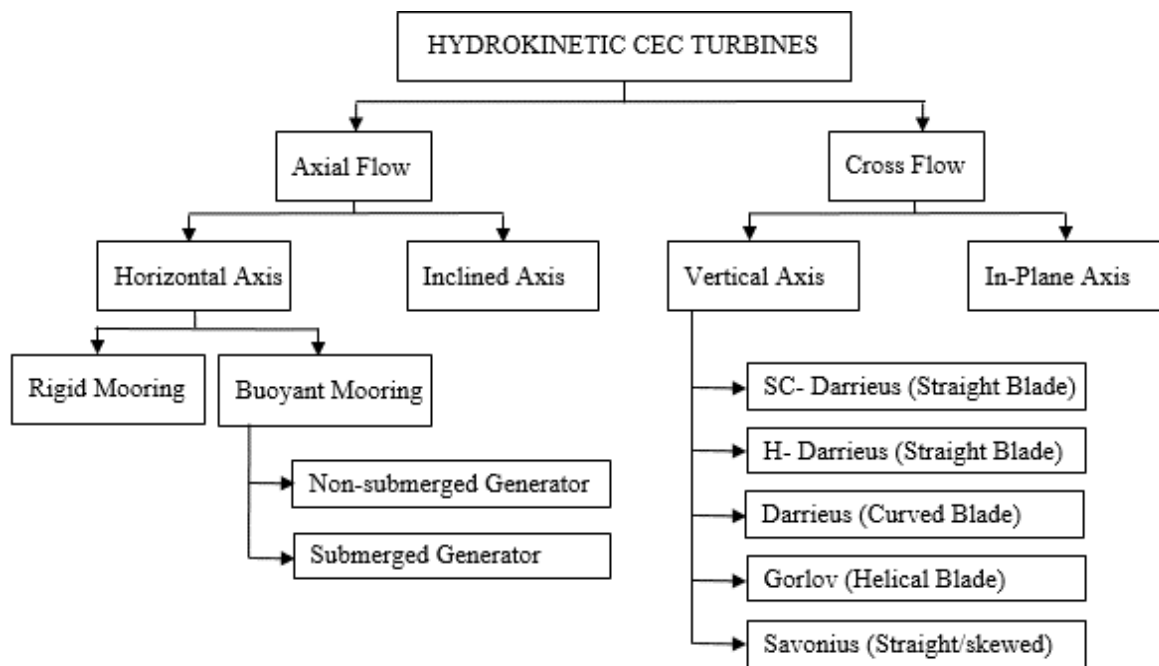 HYDROKINETIC CEC TURBINES
Axial Flow
Cross Flow
Horizontal Axis
Inclined Axis
Vertical Axis
In-Plane Axis
Rigid Mooring
Buoyant Mooring
SC- Darrieus (Straight Blade)
H- Darrieus (Straight Blade)
Non-submerged Generator
Darrieus (Curved Blade)
Submerged Generator
Gorlov (Helical Blade)
Savonius (Straight/skewed)